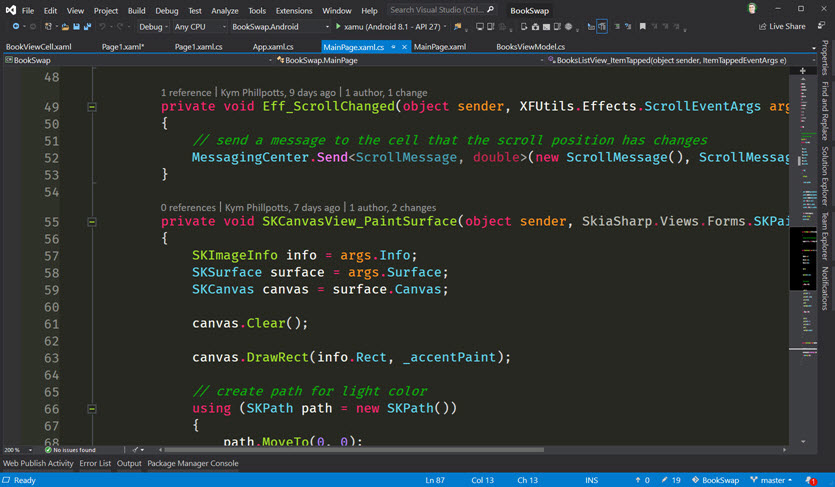 File Edit View Project Build Debug Test Analyze Tools Extensions Window Help Search Visual Studio (Ctrl... BookSwap
Debug Any CPU BookSwap.Android xamu (Android 8.1 - API 27) Live Share
BookViewCell.xaml Page1.xaml* Page1.xaml.cs App.xaml.cs MainPage.xaml.cs MainPage.xaml BooksViewModel.cs
BookSwap BookSwap.MainPage BooksListView_ItemTapped(object sender, ItemTappedEventArgs e)
48
1 reference | Kym Phillpotts, 9 days ago | 1 author, 1 change
49 private void Eff_ScrollChanged(object sender, XFUtils.Effects.ScrollEventArgs arg
50 {
51 // send a message to the cell that the scroll position has changes
52 MessagingCenter.Send<ScrollMessage, double>(new ScrollMessage(), ScrollMessag
53 }
54
0 references | Kym Phillpotts, 7 days ago | 1 author, 2 changes
55 private void SKCanvasView_PaintSurface(object sender, SkiaSharp.Views.Forms.SKPai
56 {
57 SKImageInfo info = args.Info;
58 SKSurface surface = args.Surface;
59 SKCanvas canvas = surface.Canvas;
60
61 canvas.Clear();
62
63 canvas.DrawRect(info.Rect, _accentPaint);
64
65 // create path for light color
66 using (SKPath path = new SKPath())
67 {
68 path.MoveTo(0, 0);
200 % No issues found
Web Publish Activity Error List Output Package Manager Console
Ready Ln 87 Col 13 Ch 13 INS 0 19 BookSwap master 1
Properties
Find and Replace
Solution Explorer
Team Explorer
Notifications